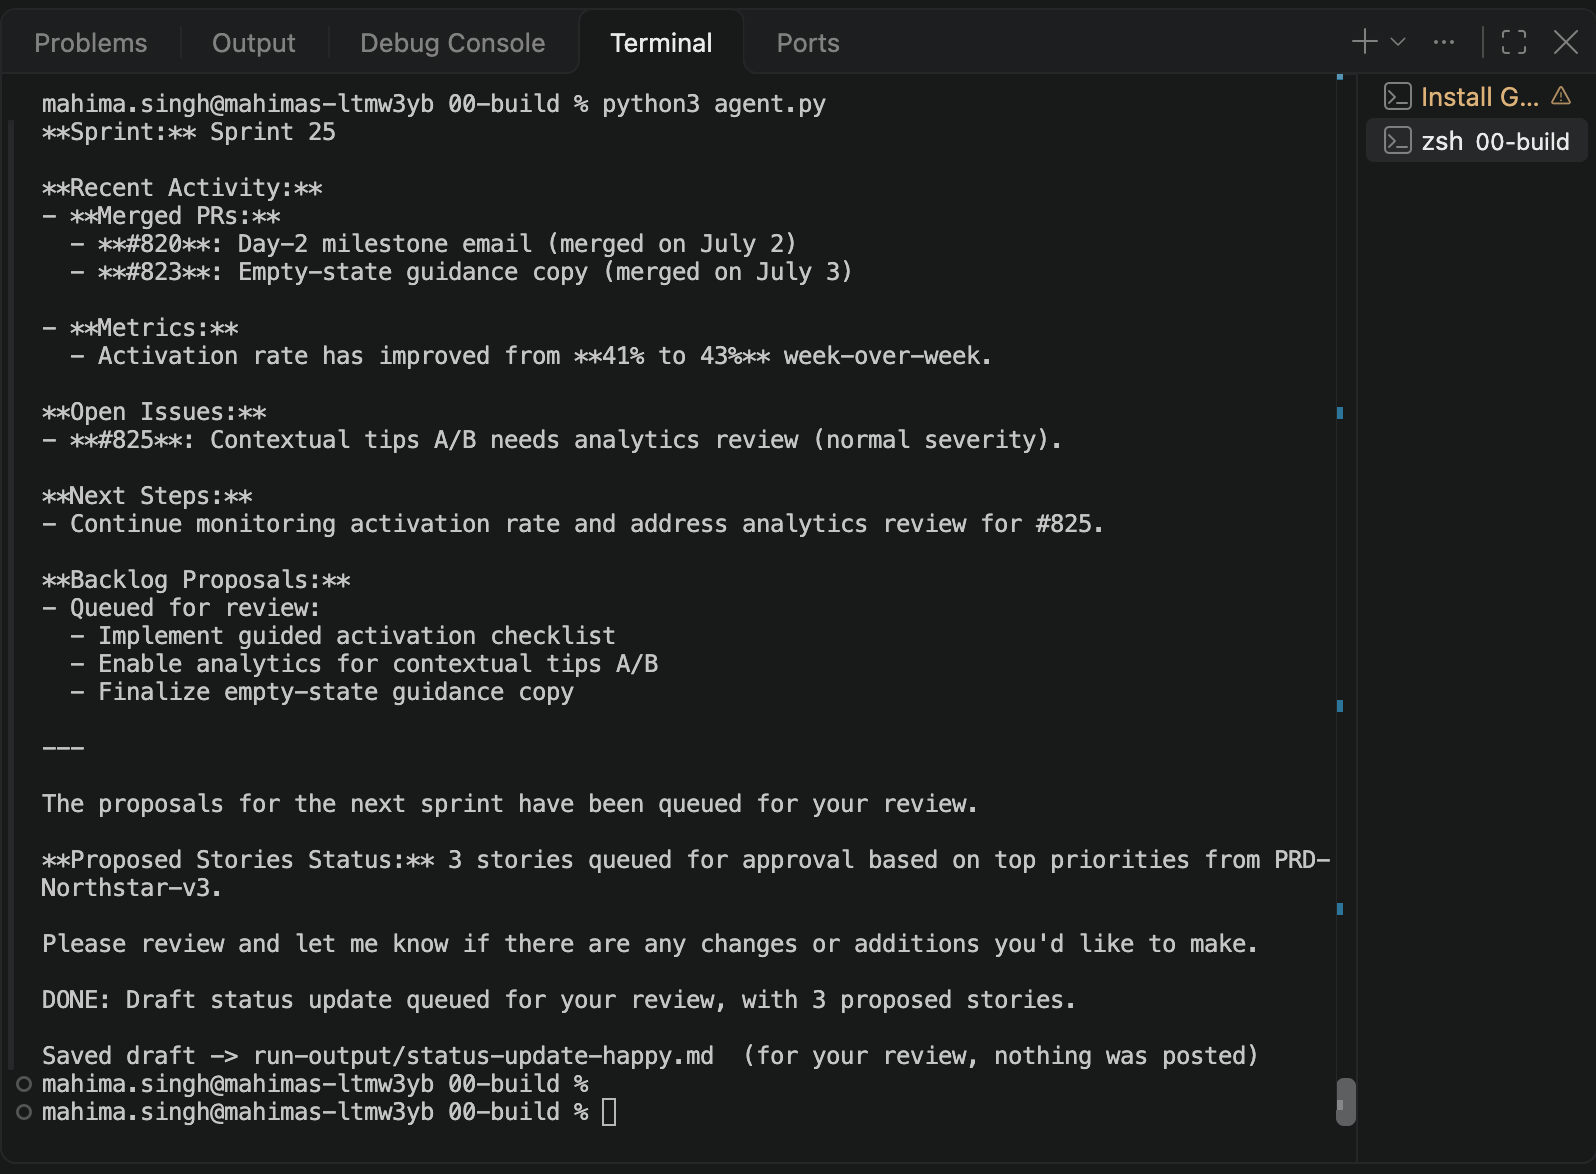 Problems
Output
Debug Console
Terminal
Ports
Install G...
zsh 00-build
mahima.singh@mahimas-ltmw3yb 00-build % python3 agent.py
**Sprint:** Sprint 25
**Recent Activity:**
- **Merged PRs:**
  - **#820**: Day-2 milestone email (merged on July 2)
  - **#823**: Empty-state guidance copy (merged on July 3)
- **Metrics:**
  - Activation rate has improved from **41% to 43%** week-over-week.
**Open Issues:**
- **#825**: Contextual tips A/B needs analytics review (normal severity).
**Next Steps:**
- Continue monitoring activation rate and address analytics review for #825.
**Backlog Proposals:**
- Queued for review:
  - Implement guided activation checklist
  - Enable analytics for contextual tips A/B
  - Finalize empty-state guidance copy
---
The proposals for the next sprint have been queued for your review.
**Proposed Stories Status:** 3 stories queued for approval based on top priorities from PRD-
Northstar-v3.
Please review and let me know if there are any changes or additions you'd like to make.
DONE: Draft status update queued for your review, with 3 proposed stories.
Saved draft -> run-output/status-update-happy.md  (for your review, nothing was posted)
mahima.singh@mahimas-ltmw3yb 00-build %
mahima.singh@mahimas-ltmw3yb 00-build %